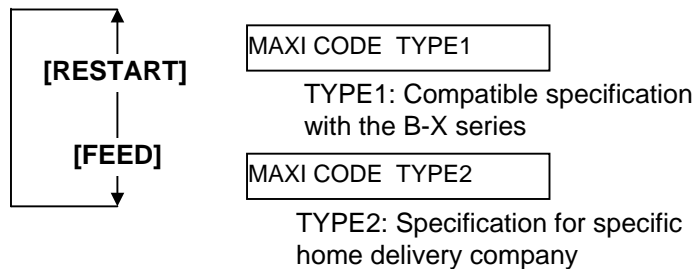 [RESTART]
[FEED]
MAXI CODE  TYPE1
TYPE1: Compatible specification
with the B-X series
MAXI CODE  TYPE2
TYPE2: Specification for specific
home delivery company